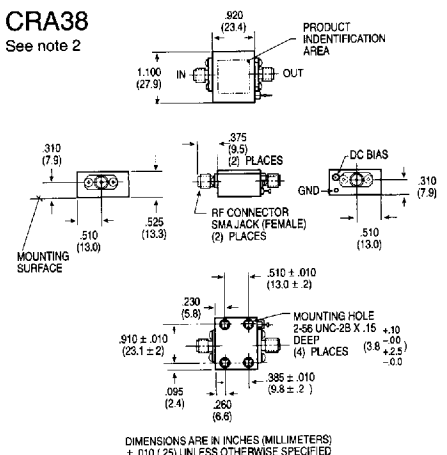 CRA38
See note 2
.920
(23.4)
PRODUCT
INDENTIFICATION
AREA
1.100
(27.9)
IN
OUT
.310
(7.9)
.375
(9.5)
(2) PLACES
DC BIAS
GND
.310
(7.9)
.510
(13.0)
.525
(13.3)
RF CONNECTOR
SMA JACK (FEMALE)
(2) PLACES
.510
(13.0)
MOUNTING
SURFACE
.510 ± .010
(13.0 ± .2)
.230
(5.8)
MOUNTING HOLE
2-56 UNC-2B X .15 +.10
DEEP -.00
(4) PLACES (3.8 +2.5
-0.0
.910 ± .010
(23.1 ± 2)
.385 ± .010
(9.8 ± .2 )
.095
(2.4)
.260
(6.6)
DIMENSIONS ARE IN INCHES (MILLIMETERS)
± .010 (.25) UNLESS OTHERWISE SPECIFIED